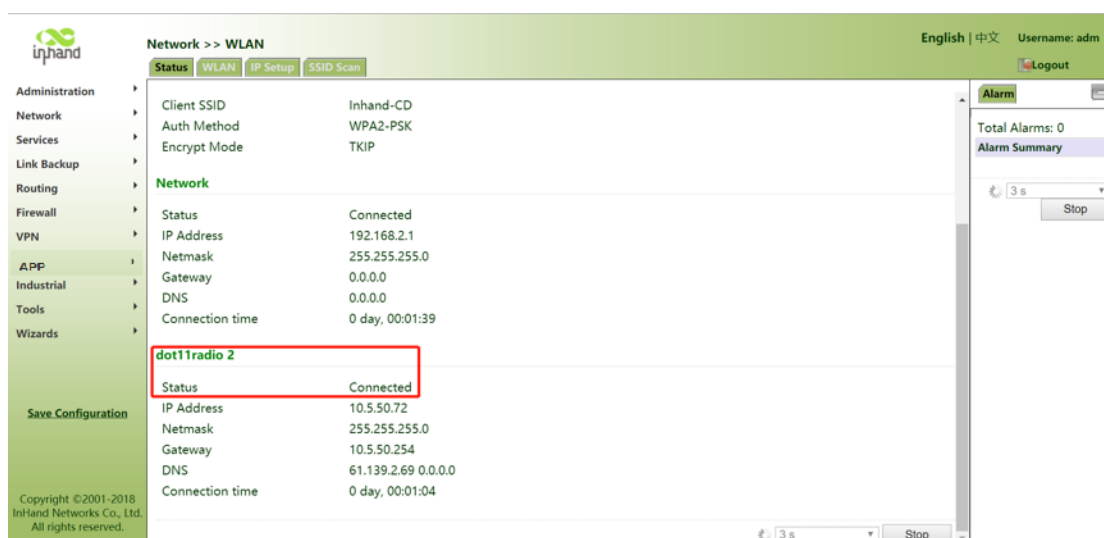 inhand
Network >> WLAN
English | 中文 Username: adm
Logout
Status WLAN IP Setup SSID Scan
Administration
Network
Services
Link Backup
Routing
Firewall
VPN
APP
Industrial
Tools
Wizards
Save Configuration
Copyright ©2001-2018
InHand Networks Co., Ltd.
All rights reserved.
Client SSID Inhand-CD
Auth Method WPA2-PSK
Encrypt Mode TKIP
Network
Status Connected
IP Address 192.168.2.1
Netmask 255.255.255.0
Gateway 0.0.0.0
DNS 0.0.0.0
Connection time 0 day, 00:01:39
dot11radio 2
Status Connected
IP Address 10.5.50.72
Netmask 255.255.255.0
Gateway 10.5.50.254
DNS 61.139.2.69 0.0.0.0
Connection time 0 day, 00:01:04
3 s Stop
Alarm
Total Alarms: 0
Alarm Summary
3 s
Stop